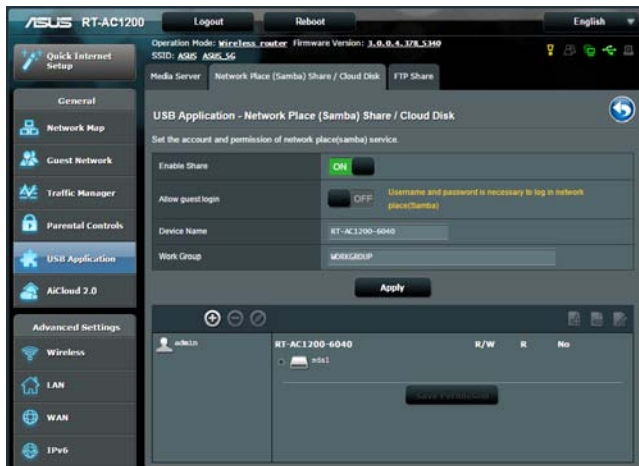 ASUS RT-AC1200 Logout Reboot English
Quick Internet Setup
Operation Mode: Wireless router Firmware Version: 3.0.0.4.378_5340
SSID: ASUS ASUS_5G
Media Server Network Place (Samba) Share / Cloud Disk FTP Share
General
Network Map
Guest Network
Traffic Manager
Parental Controls
USB Application
AiCloud 2.0
Advanced Settings
Wireless
LAN
WAN
IPv6
USB Application - Network Place (Samba) Share / Cloud Disk
Set the account and permission of network place(samba) service.
Enable Share ON
Allow guest login OFF Username and password is necessary to log in network place(Samba)
Device Name RT-AC1200-6040
Work Group WORKGROUP
Apply
admin RT-AC1200-6040 R/W R No
sda1
Save Permission